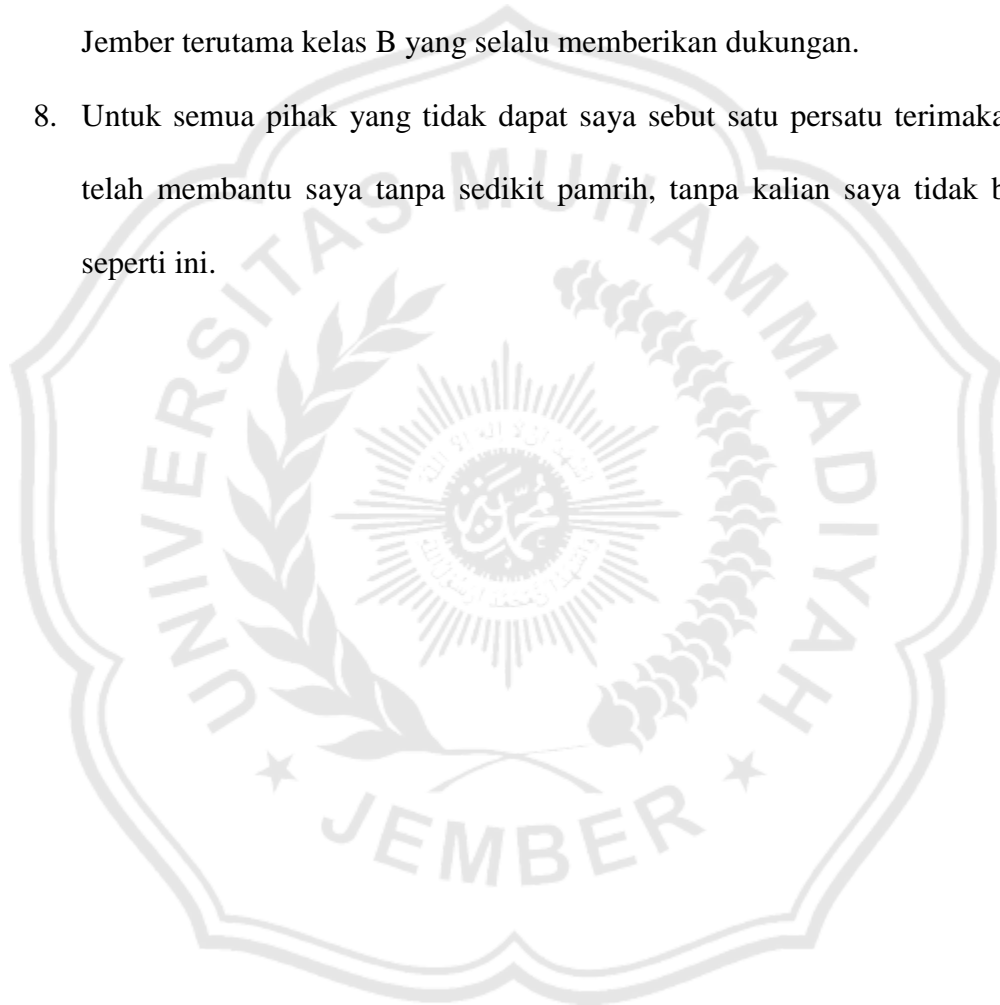 Jember terutama kelas B yang selalu memberikan dukungan.
8. Untuk semua pihak yang tidak dapat saya sebut satu persatu
telah membantu saya tanpa sedikit pamrih, tanpa kalian saya tidak
seperti ini.
UNIVERSITAS MUHAMMADIYAH
JEMBER